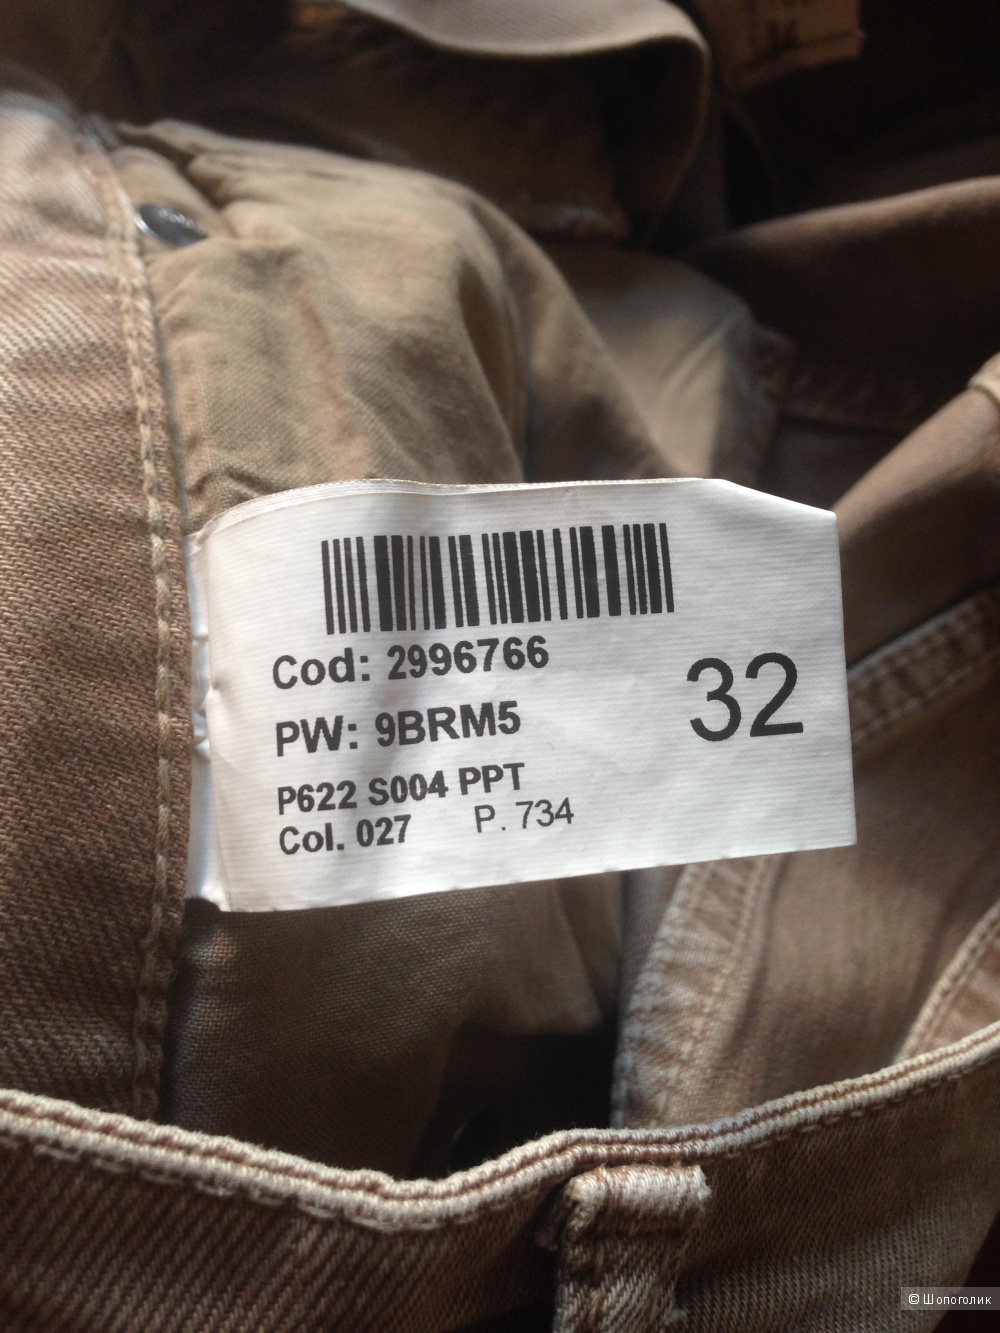 Cod: 2996766
PW: 9BRM5
32
P622 S004 PPT
Col. 027 P. 734
© Шопоголик